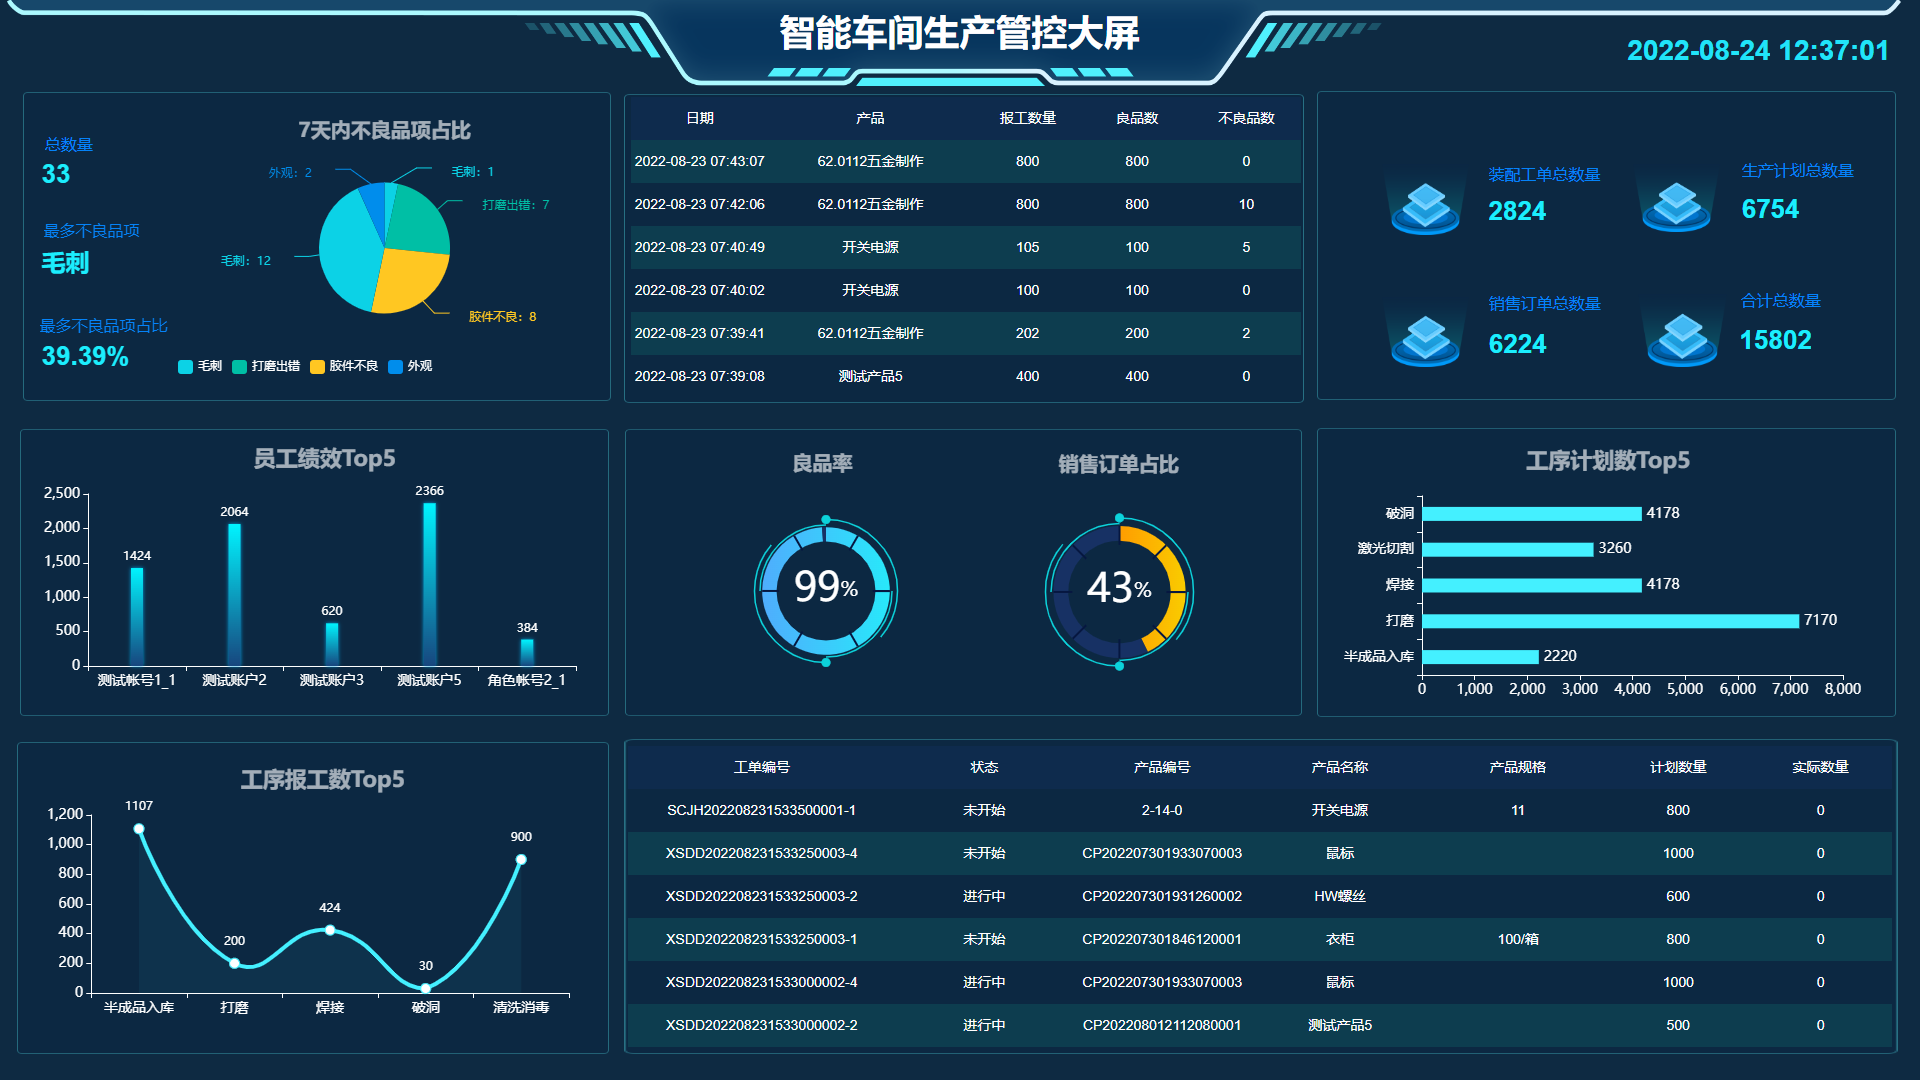 智能车间生产管控大屏
2022-08-24 12:37:01
总数量
33
最多不良品项
毛刺
最多不良品项占比
39.39%
7天内不良品项占比
外观：2
毛刺：1
打磨出错：7
毛刺：12
胶件不良：8
毛刺 打磨出错 胶件不良 外观
日期 产品 报工数量 良品数 不良品数
2022-08-23 07:43:07 62.0112五金制作 800 800 0
2022-08-23 07:42:06 62.0112五金制作 800 800 10
2022-08-23 07:40:49 开关电源 105 100 5
2022-08-23 07:40:02 开关电源 100 100 0
2022-08-23 07:39:41 62.0112五金制作 202 200 2
2022-08-23 07:39:08 测试产品5 400 400 0
装配工单总数量
2824
生产计划总数量
6754
销售订单总数量
6224
合计总数量
15802
员工绩效Top5
2,500
2,000
1,500
1,000
500
0
1424
2064
620
2366
384
测试帐号1_1 测试账户2 测试账户3 测试账户5 角色帐号2_1
良品率
99%
销售订单占比
43%
工序计划数Top5
破洞 4178
激光切割 3260
焊接 4178
打磨 7170
半成品入库 2220
0 1,000 2,000 3,000 4,000 5,000 6,000 7,000 8,000
工序报工数Top5
1,200
1,000
800
600
400
200
0
1107
200
424
30
900
半成品入库 打磨 焊接 破洞 清洗消毒
工单编号 状态 产品编号 产品名称 产品规格 计划数量 实际数量
SCJH202208231533500001-1 未开始 2-14-0 开关电源 11 800 0
XSDD202208231533250003-4 未开始 CP202207301933070003 鼠标 1000 0
XSDD202208231533250003-2 进行中 CP202207301931260002 HW螺丝 600 0
XSDD202208231533250003-1 未开始 CP202207301846120001 衣柜 100/箱 800 0
XSDD202208231533000002-4 进行中 CP202207301933070003 鼠标 1000 0
XSDD202208231533000002-2 进行中 CP202208012112080001 测试产品5 500 0